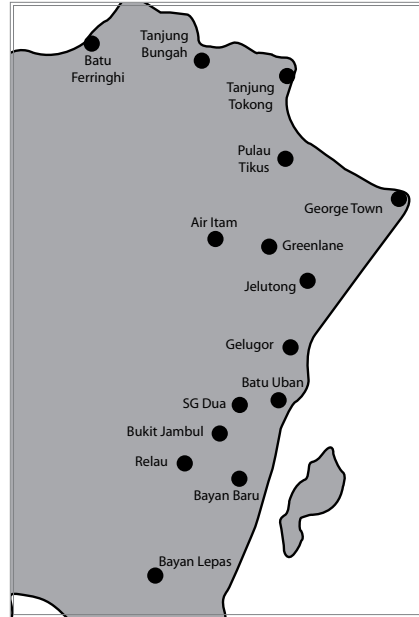 Tanjung
Bungah
Batu
Ferringhi
Tanjung
Tokong
Pulau
Tikus
George Town
Air Itam
Greenlane
Jelutong
Gelugor
Batu Uban
SG Dua
Bukit Jambul
Relau
Bayan Baru
Bayan Lepas